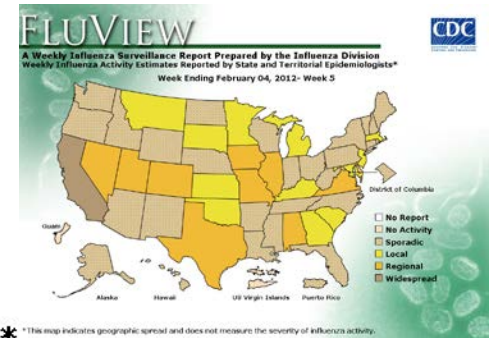 FLUVIEW
CDC
A Weekly Influenza Surveillance Report Prepared by the Influenza Division
Weekly Influenza Activity Estimates Reported by State and Territorial Epidemiologists*
Week Ending February 04, 2012- Week 5
District of Columbia
No Report
No Activity
Sporadic
Local
Regional
Widespread
Guam
Alaska
Hawaii
US Virgin Islands
Puerto Rico
* *This map indicates geographic spread and does not measure the severity of influenza activity.